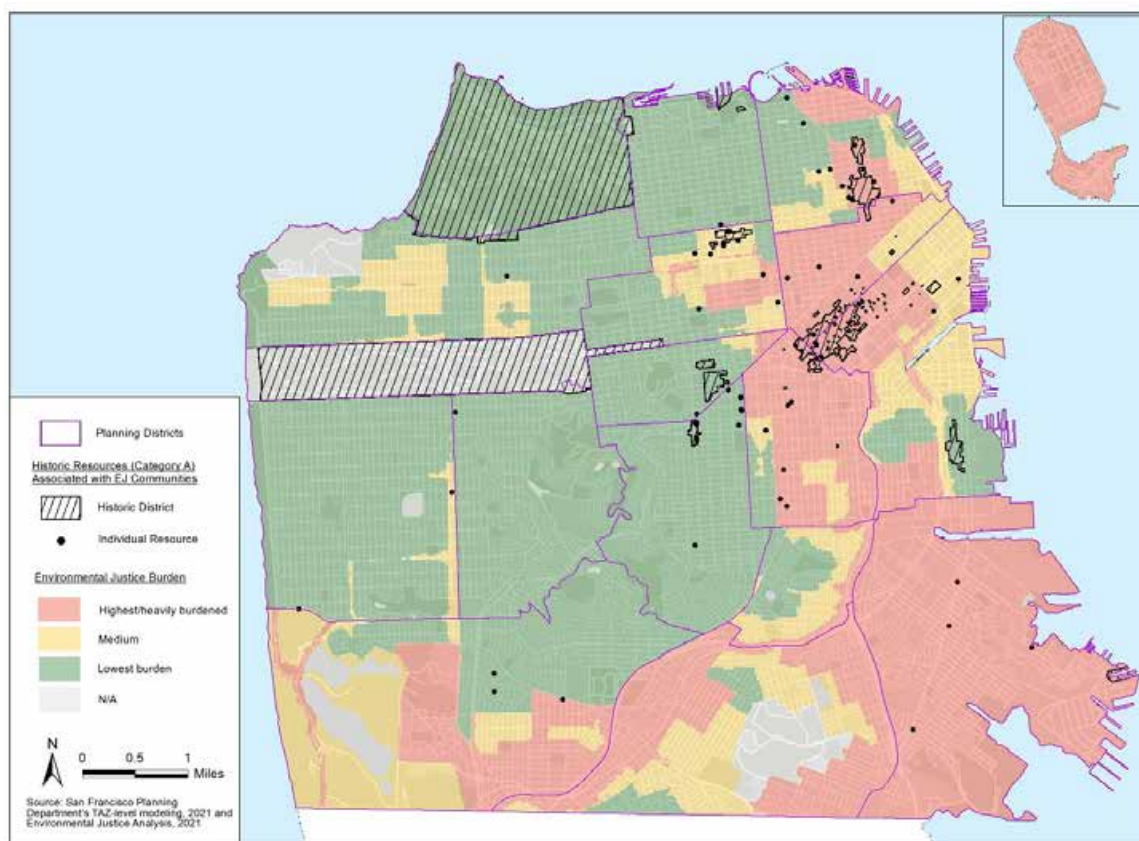 Planning Districts
Historic Resources (Category A)
Associated with EJ Communities
Historic District
Individual Resource
Environmental Justice Burden
Highest/heavily burdened
Medium
Lowest burden
N/A
N
0 0.5 1
Miles
Source: San Francisco Planning
Department's TAZ-level modeling, 2021 and
Environmental Justice Analysis, 2021